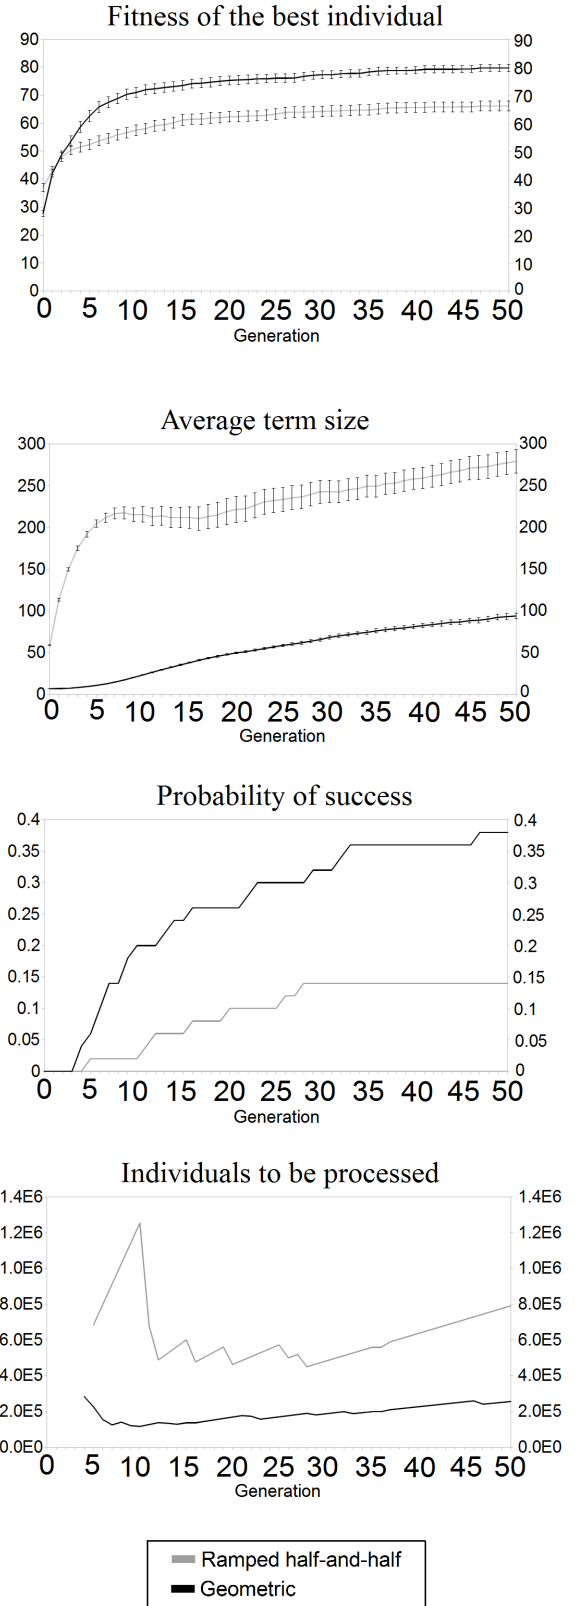 Fitness of the best individual
90 90
80 80
70 70
60 60
50 50
40 40
30 30
20 20
10 10
0 0
0 5 10 15 20 25 30 35 40 45 50
Generation
Average term size
300 300
250 250
200 200
150 150
100 100
50 50
0 0
0 5 10 15 20 25 30 35 40 45 50
Generation
Probability of success
0.4 0.4
0.35 0.35
0.3 0.3
0.25 0.25
0.2 0.2
0.15 0.15
0.1 0.1
0.05 0.05
0 0
0 5 10 15 20 25 30 35 40 45 50
Generation
Individuals to be processed
1.4E6 1.4E6
1.2E6 1.2E6
1.0E6 1.0E6
8.0E5 8.0E5
6.0E5 6.0E5
4.0E5 4.0E5
2.0E5 2.0E5
0.0E0 0.0E0
0 5 10 15 20 25 30 35 40 45 50
Generation
Ramped half-and-half
Geometric